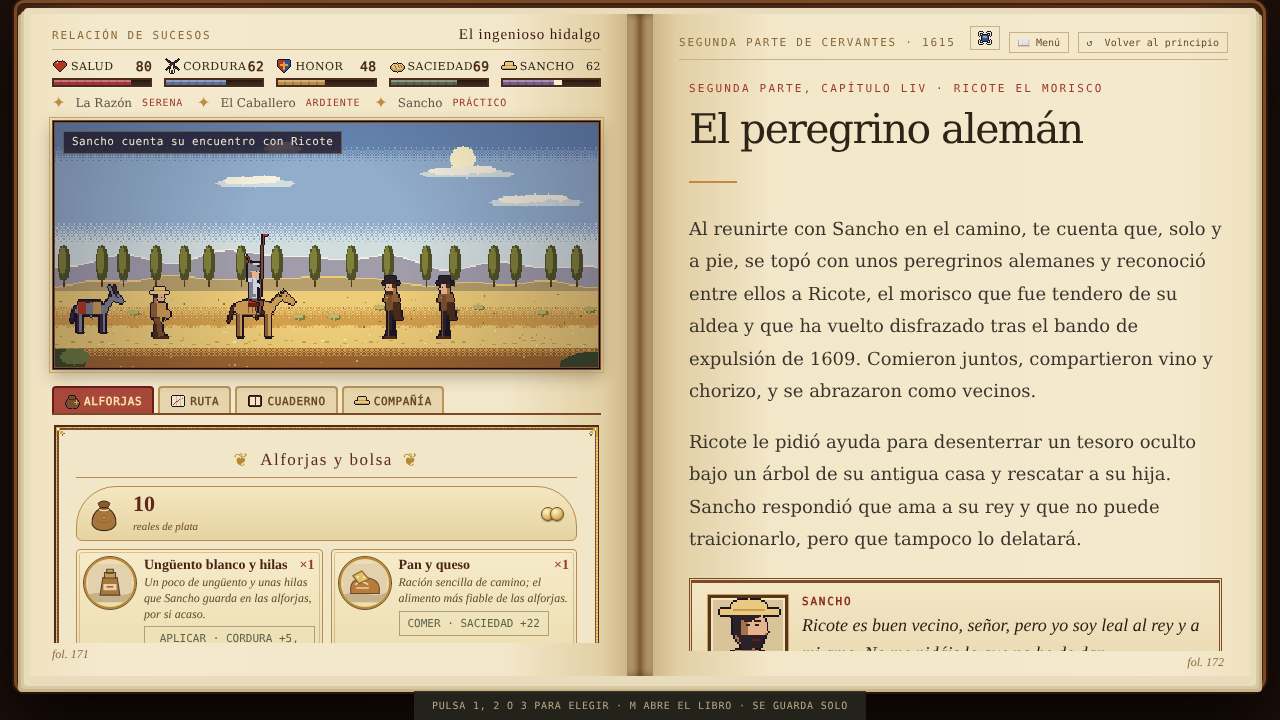 RELACIÓN DE SUCESOS
El ingenioso hidalgo
SALUD 80
CORDURA 62
HONOR 48
SACIEDAD 69
SANCHO 62
La Razón SERENA
El Caballero ARDIENTE
Sancho PRÁCTICO
Sancho cuenta su encuentro con Ricote
ALFORJAS
RUTA
CUADERNO
COMPAÑÍA
Alforjas y bolsa
10
reales de plata
Ungüento blanco y hilas ×1
Un poco de ungüento y unas hilas
que Sancho guarda en las alforjas,
por si acaso.
APLICAR · CORDURA +5,
Pan y queso ×1
Ración sencilla de camino; el
alimento más fiable de las alforjas.
COMER · SACIEDAD +22
fol. 171
SEGUNDA PARTE DE CERVANTES · 1615
Menú
Volver al principio
SEGUNDA PARTE, CAPÍTULO LIV · RICOTE EL MORISCO
El peregrino alemán
Al reunirte con Sancho en el camino, te cuenta que, solo y
a pie, se topó con unos peregrinos alemanes y reconoció
entre ellos a Ricote, el morisco que fue tendero de su
aldea y que ha vuelto disfrazado tras el bando de
expulsión de 1609. Comieron juntos, compartieron vino y
chorizo, y se abrazaron como vecinos.
Ricote le pidió ayuda para desenterrar un tesoro oculto
bajo un árbol de su antigua casa y rescatar a su hija.
Sancho respondió que ama a su rey y que no puede
traicionarlo, pero que tampoco lo delatará.
SANCHO
Ricote es buen vecino, señor, pero yo soy leal al rey y a
fol. 172
PULSA 1, 2 O 3 PARA ELEGIR · M ABRE EL LIBRO · SE GUARDA SOLO